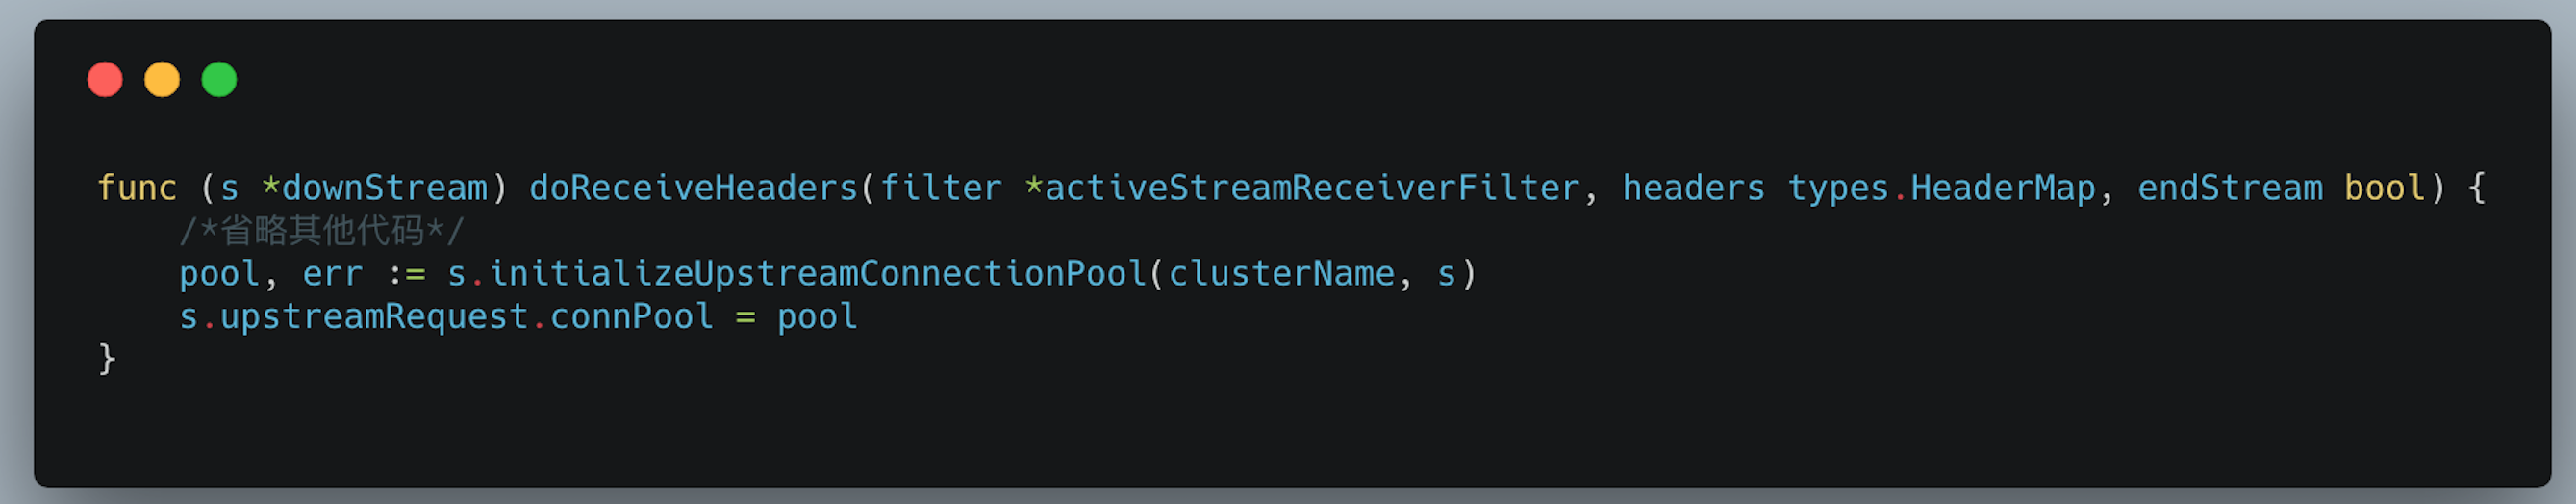 func (s *downStream) doReceiveHeaders(filter *activeStreamReceiverFilter, headers types.HeaderMap, endStream bool) {
    /*省略其他代码*/
    pool, err := s.initializeUpstreamConnectionPool(clusterName, s)
    s.upstreamRequest.connPool = pool
}